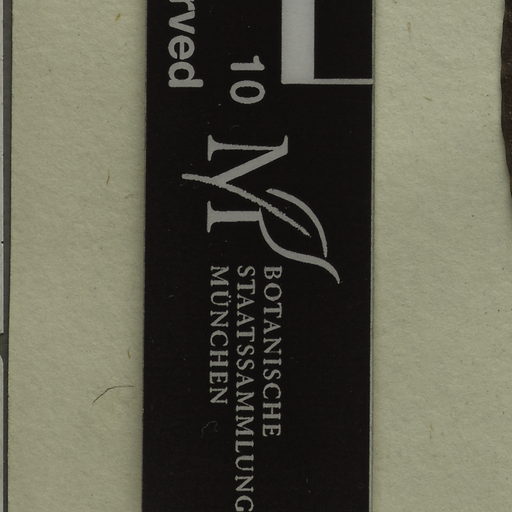 rved
10
M
BOTANISCHE
STAATSSAMMLUNG
MÜNCHEN